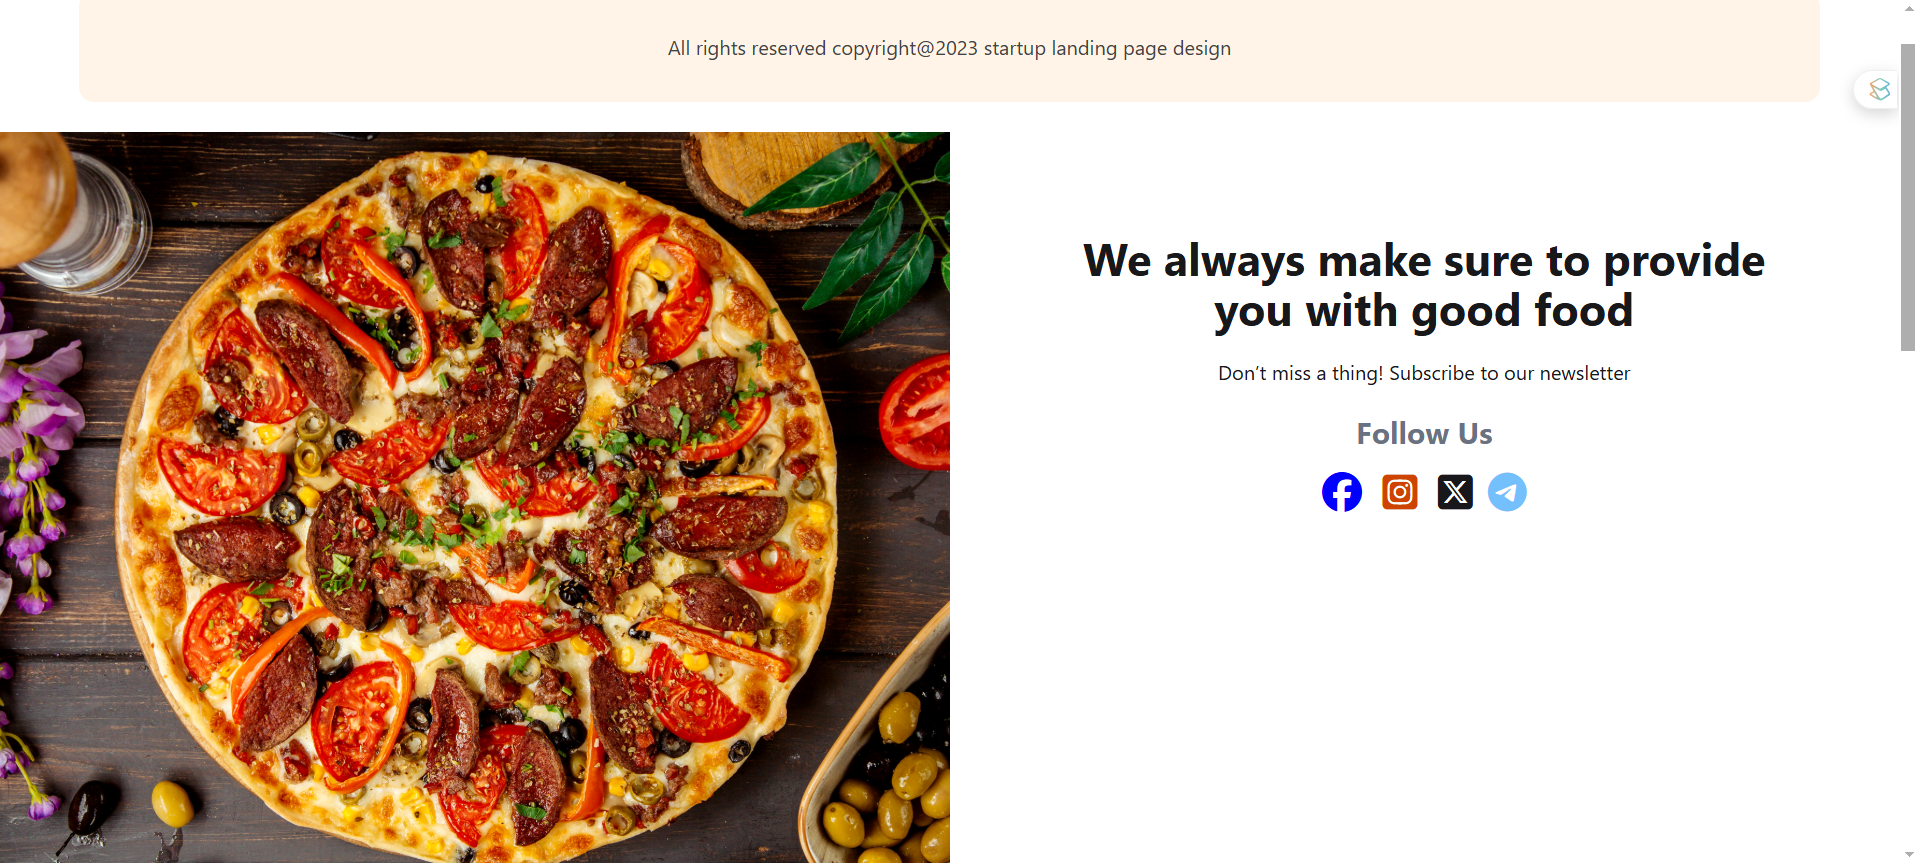 All rights reserved copyright@2023 startup landing page design
We always make sure to provide
you with good food
Don’t miss a thing! Subscribe to our newsletter
Follow Us